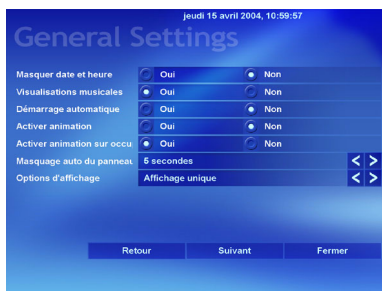 jeudi 15 avril 2004, 10:59:57
General Settings
Masquer date et heure Oui Non
Visualisations musicales Oui Non
Démarrage automatique Oui Non
Activer animation Oui Non
Activer animation sur occu Oui Non
Masquage auto du panneau 5 secondes < >
Options d'affichage Affichage unique < >
Retour Suivant Fermer